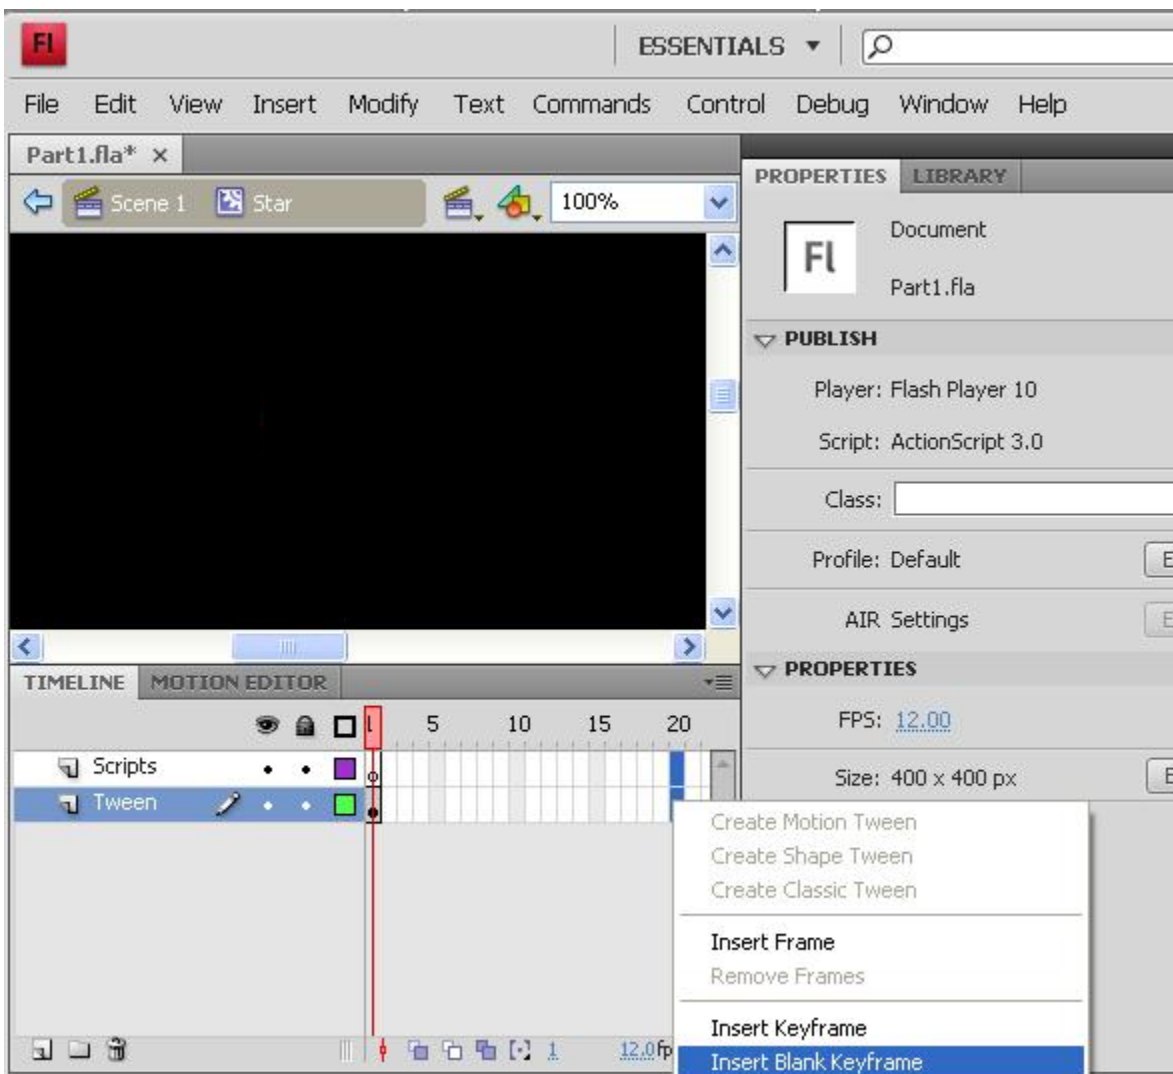 Fl
ESSENTIALS
File Edit View Insert Modify Text Commands Control Debug Window Help
Part1.fla* ×
Scene 1 Star 100%
PROPERTIES LIBRARY
Fl
Document
Part1.fla
PUBLISH
Player: Flash Player 10
Script: ActionScript 3.0
Class:
Profile: Default E
AIR Settings E
PROPERTIES
FPS: 12.00
Size: 400 x 400 px E
TIMELINE MOTION EDITOR
1 5 10 15 20
Scripts
Tween
Create Motion Tween
Create Shape Tween
Create Classic Tween
Insert Frame
Remove Frames
Insert Keyframe
Insert Blank Keyframe
1 12.0fp